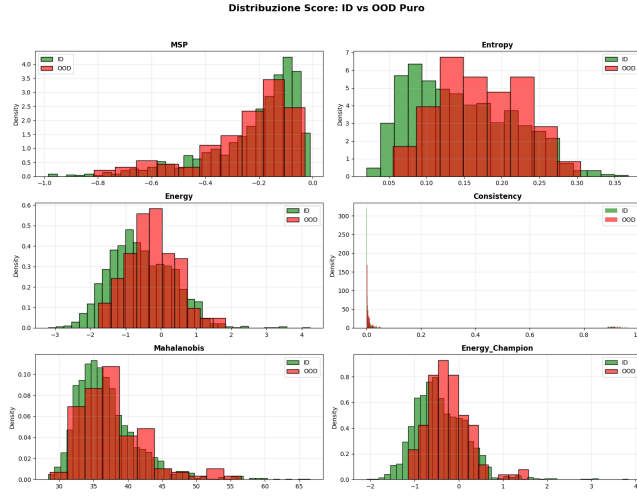 Distribuzione Score: ID vs OOD Puro
MSP
Density
4.0
3.5
3.0
2.5
2.0
1.5
1.0
0.5
0.0
−1.0 −0.8 −0.6 −0.4 −0.2 0.0
ID
OOD
Entropy
Density
7
6
5
4
3
2
1
0
0.05 0.10 0.15 0.20 0.25 0.30 0.35
ID
OOD
Energy
Density
0.6
0.5
0.4
0.3
0.2
0.1
0.0
−3 −2 −1 0 1 2 3 4
ID
OOD
Consistency
Density
300
250
200
150
100
50
0
0.0 0.2 0.4 0.6 0.8 1
ID
OOD
Mahalanobis
Density
0.10
0.08
0.06
0.04
0.02
0.00
30 35 40 45 50 55 60 65
ID
OOD
Energy_Champion
Density
0.8
0.6
0.4
0.2
0.0
−2 −1 0 1 2 3 4
ID
OOD